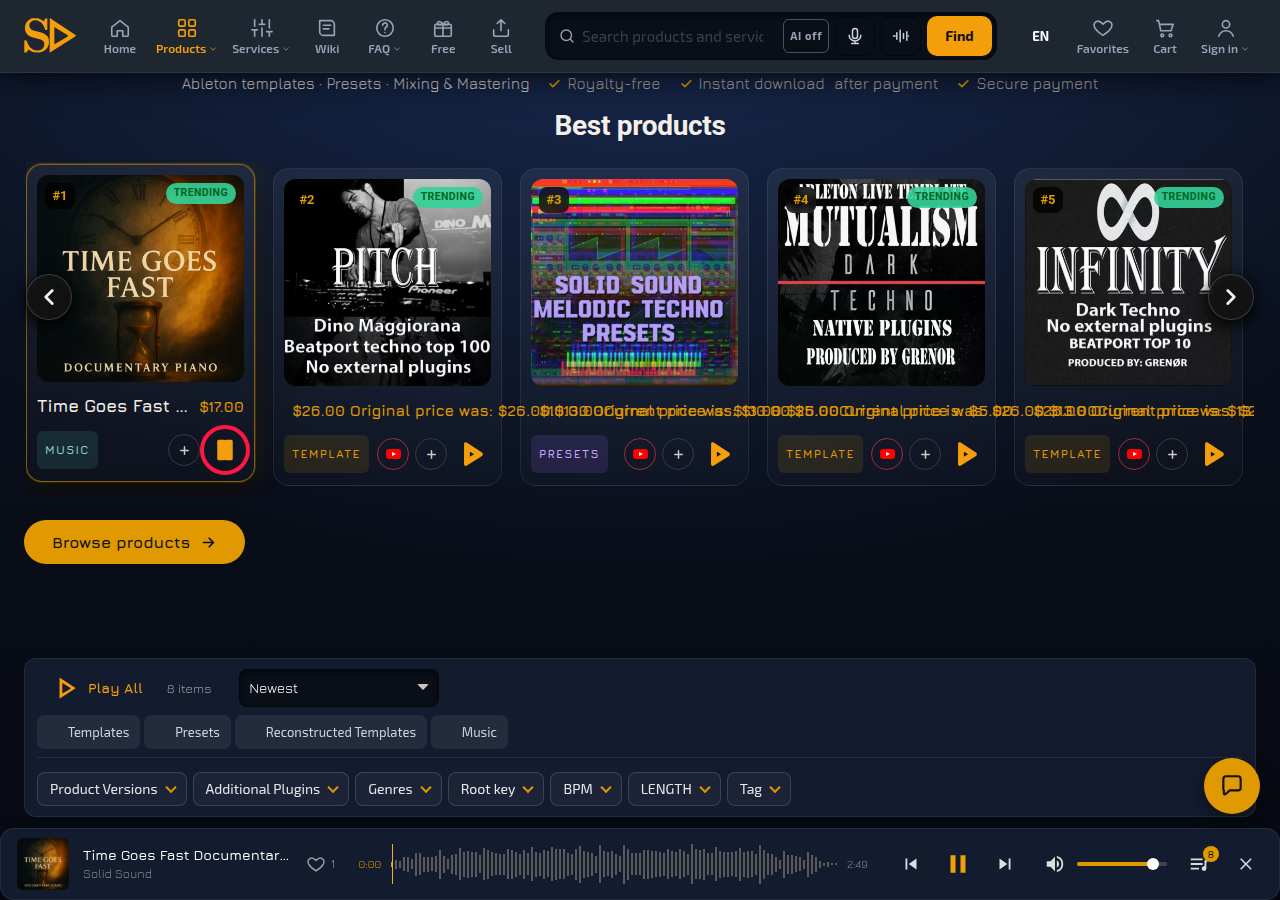 Home
Products
Services
Wiki
FAQ
Free
Sell
AI off
Find
EN
Favorites
Cart
Sign in
Ableton templates · Presets · Mixing & Mastering
Royalty-free
Instant download after payment
Secure payment
Best products
#1
TRENDING
TIME GOES
FAST
DOCUMENTARY PIANO
Time Goes Fast ...
$17.00
MUSIC
#2
TRENDING
DINO M
PITCH
Pioneer
Dino Maggiorana
Beatport techno top 100
No external plugins
$26.00 Original price was:
TEMPLATE
#3
SOLID SOUND
MELODIC TECHNO
PRESETS
PRESETS
#4
TRENDING
ABLETON LIVE TEMPLATE
MUTUALISM
DARK
TECHNO
NATIVE PLUGINS
PRODUCED BY GRENOR
TEMPLATE
#5
TRENDING
INFINITY
Dark Techno
No external plugins
BEATPORT TOP 10
PRODUCED BY: GRENØR
TEMPLATE
Browse products
Play All
8 items
Newest
Templates
Presets
Reconstructed Templates
Music
Product Versions
Additional Plugins
Genres
Root key
BPM
LENGTH
Tag
TIME GOES
FAST
Time Goes Fast Documentar...
Solid Sound
1
0:00
2:49
8